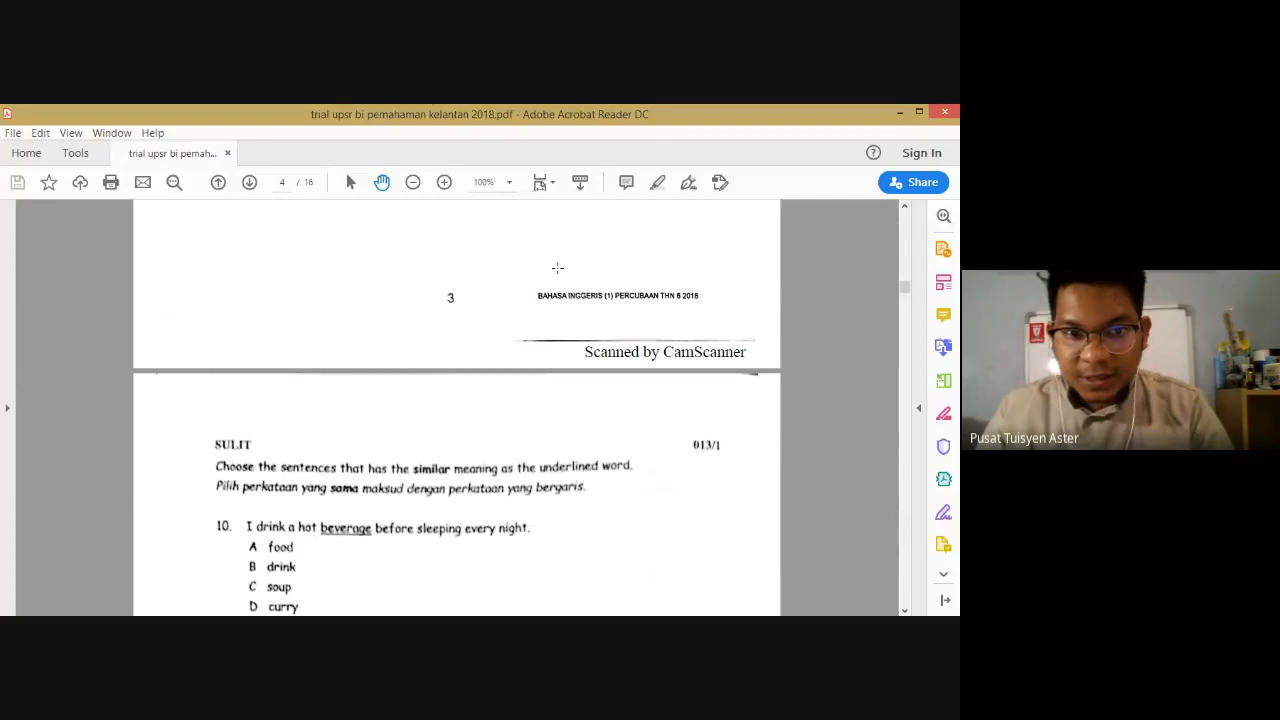 trial upsr bi pemahaman kelantan 2018.pdf - Adobe Acrobat Reader DC
File Edit View Window Help
Home Tools trial upsr bi pemah... × Sign In
4 / 16 100% Share
3 BAHASA INGGERIS (1) PERCUBAAN THN 6 2018
Scanned by CamScanner
SULIT 013/1
Choose the sentences that has the similar meaning as the underlined word.
Pilih perkataan yang sama maksud dengan perkataan yang bergaris.
10. I drink a hot beverage before sleeping every night.
A food
B drink
C soup
D curry
Pusat Tuisyen Aster